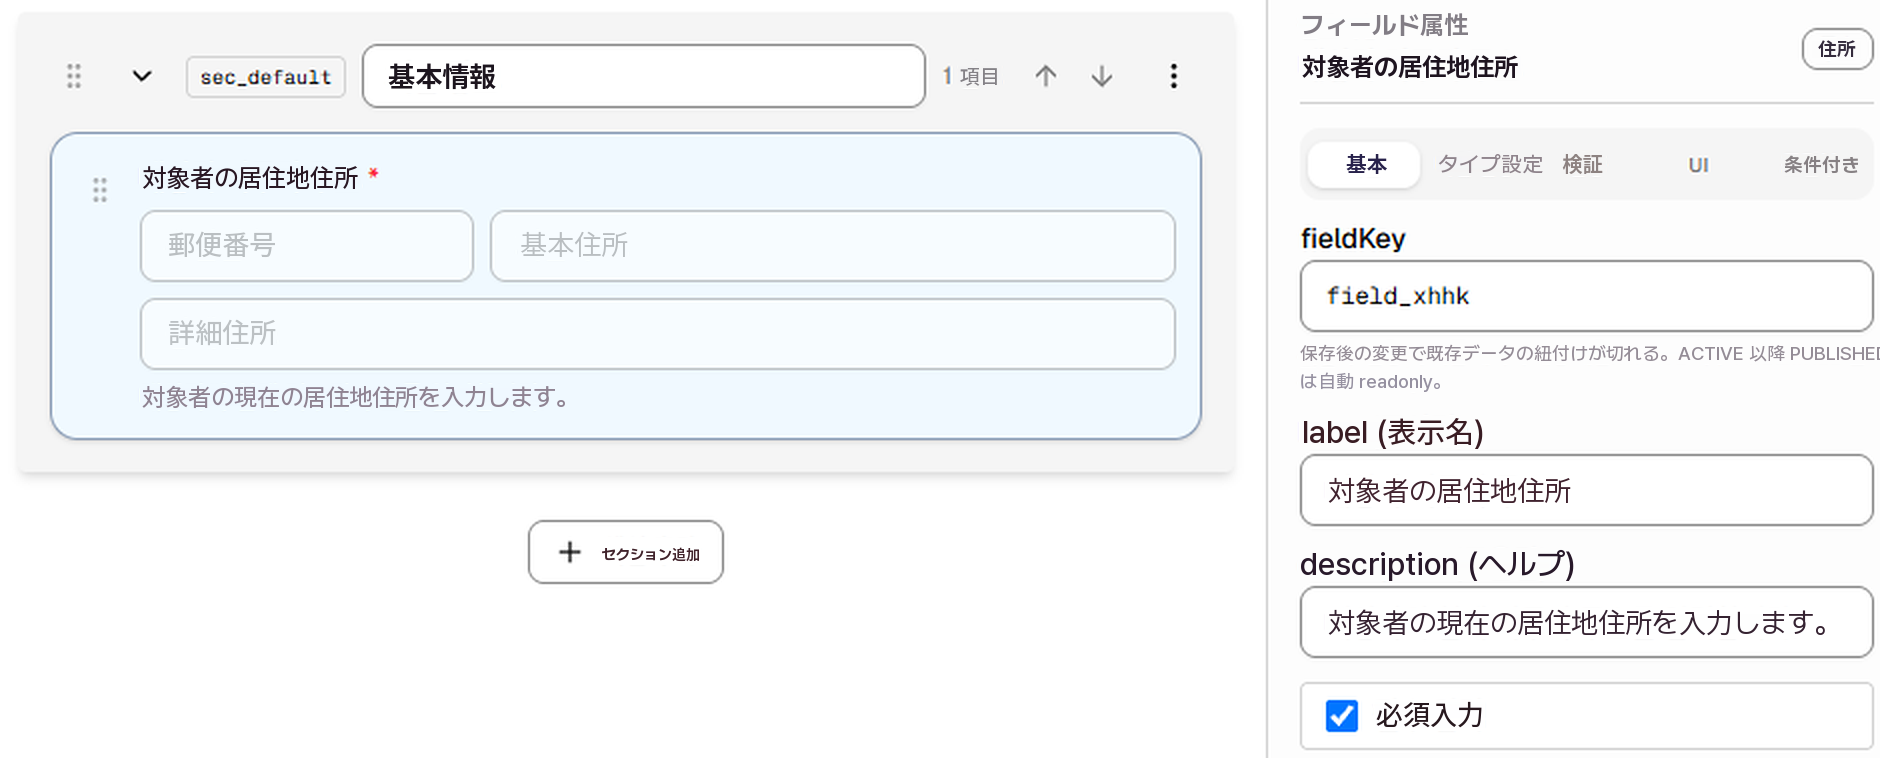 sec_default 基本情報 1 項目
対象者の居住地住所 *
郵便番号 基本住所
詳細住所
対象者の現在の居住地住所を入力します。
セクション追加
フィールド属性
対象者の居住地住所
住所
基本 タイプ設定 検証 UI 条件付き
fieldKey
field_xhhk
保存後の変更で既存データの紐付けが切れる。ACTIVE 以降 PUBLISHED
は自動 readonly。
label (表示名)
対象者の居住地住所
description (ヘルプ)
対象者の現在の居住地住所を入力します。
必須入力